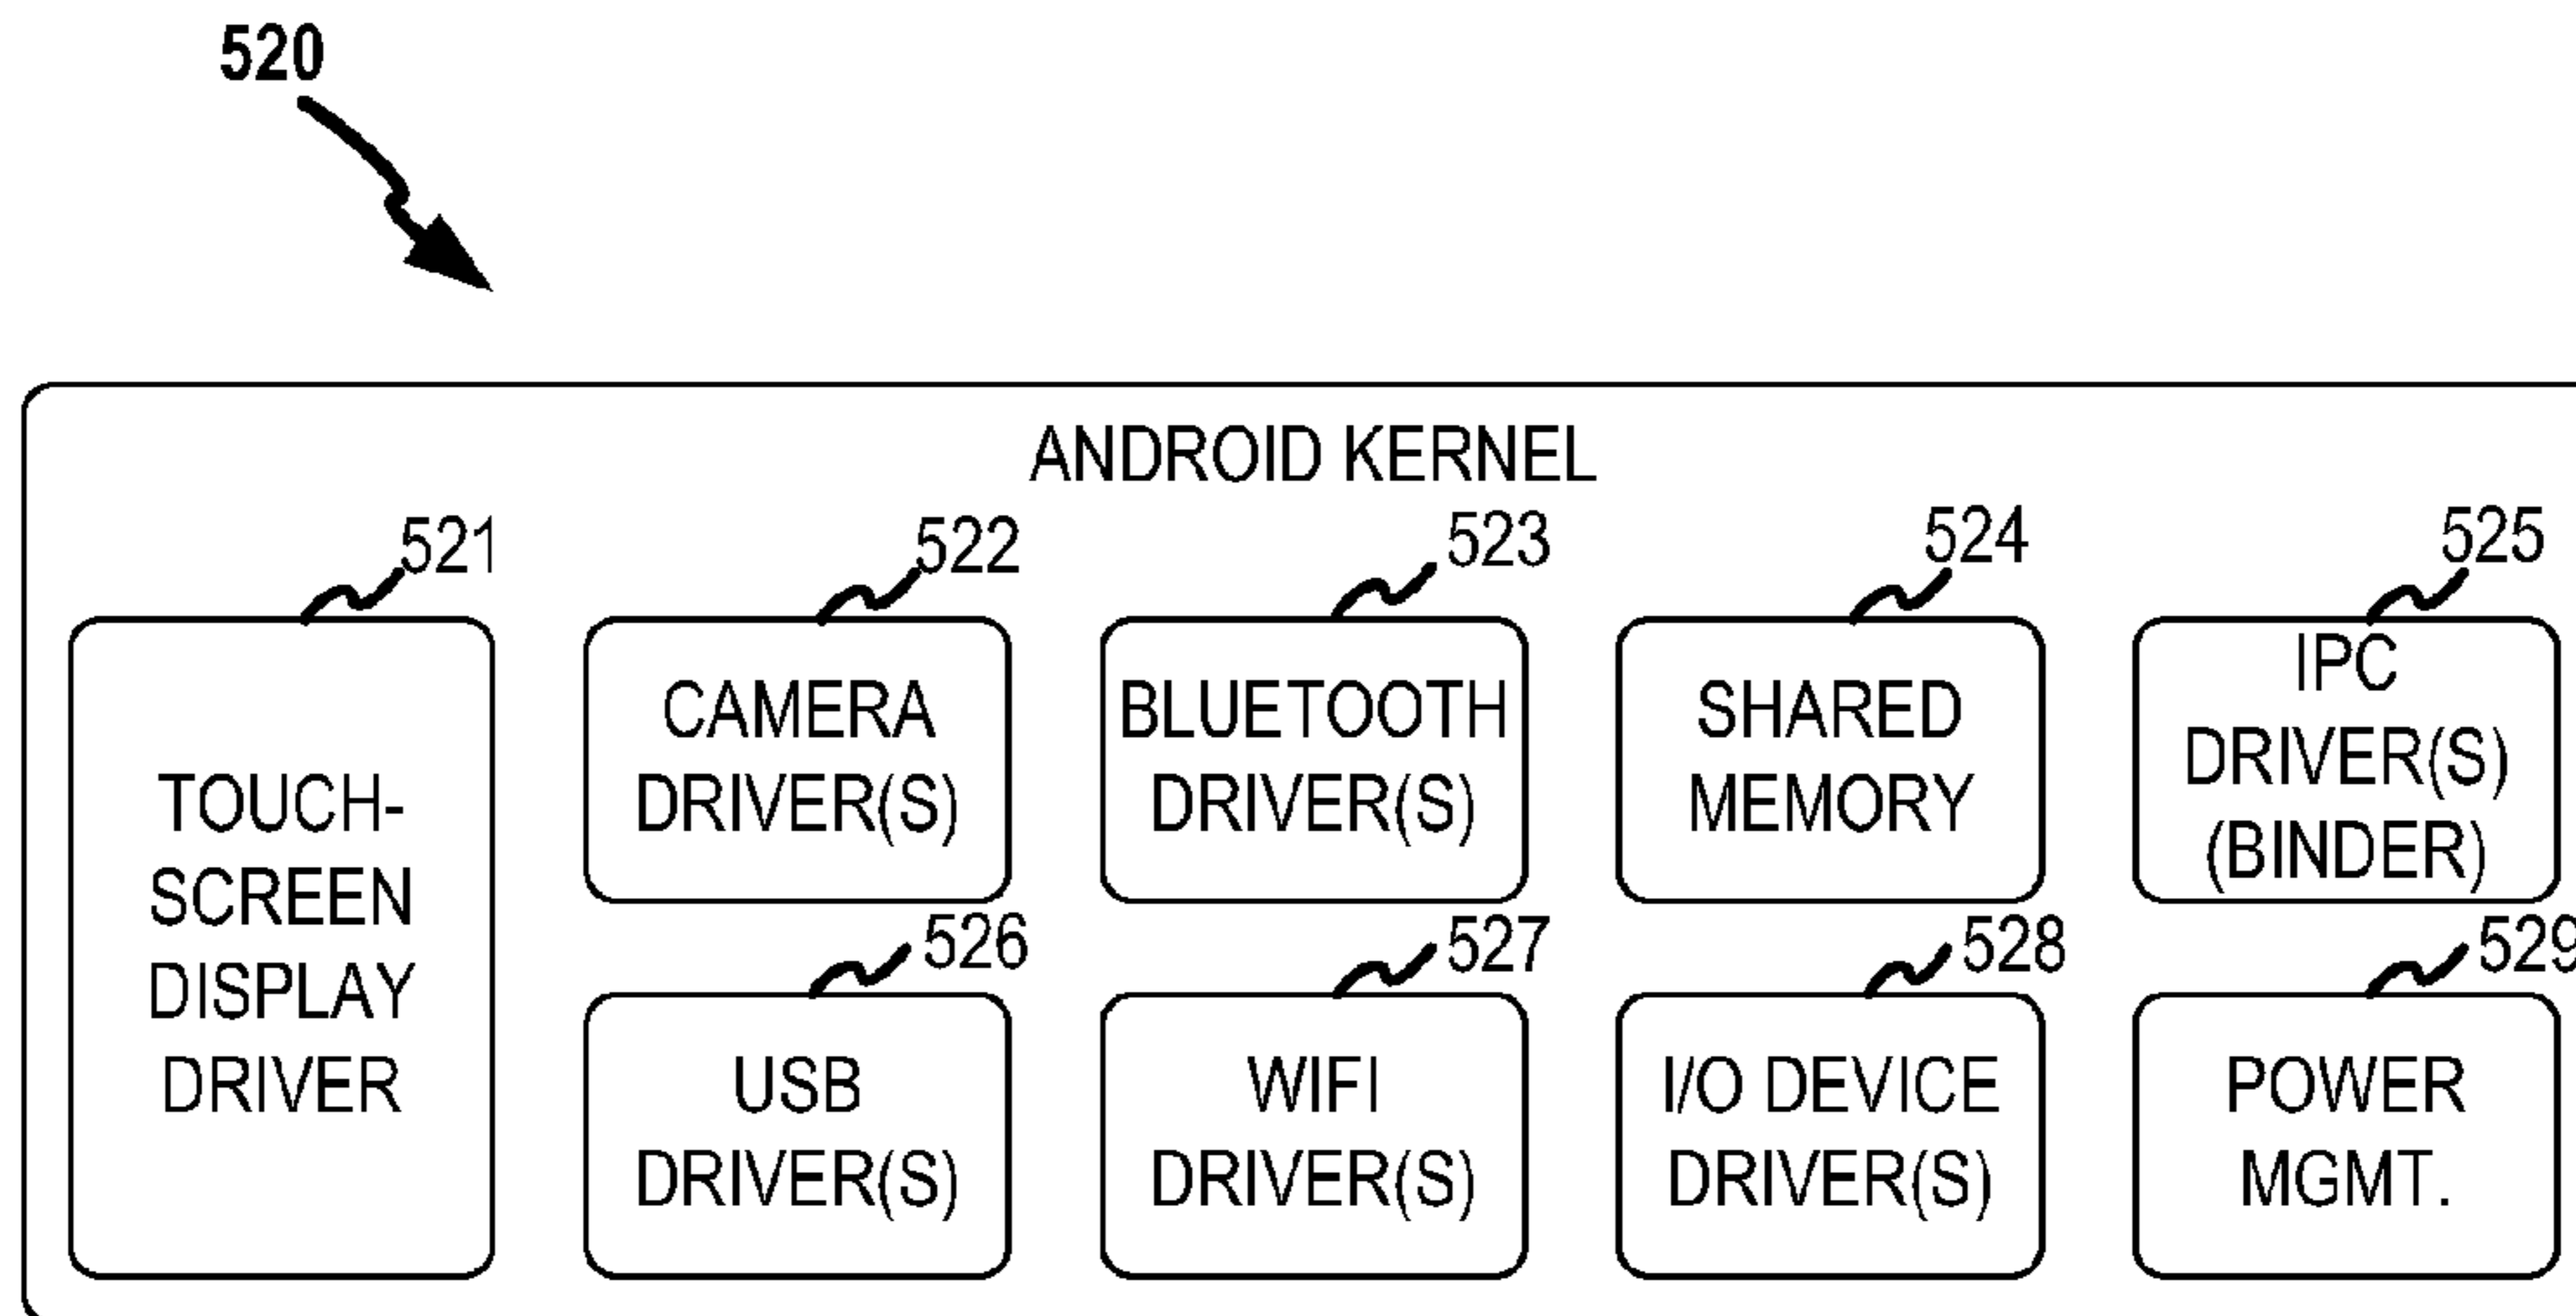 520
ANDROID KERNEL
521
522
523
524
525
TOUCH-
SCREEN
DISPLAY
DRIVER
CAMERA
DRIVER(S)
BLUETOOTH
DRIVER(S)
SHARED
MEMORY
IPC
DRIVER(S)
(BINDER)
526
527
528
529
USB
DRIVER(S)
WIFI
DRIVER(S)
I/O DEVICE
DRIVER(S)
POWER
MGMT.